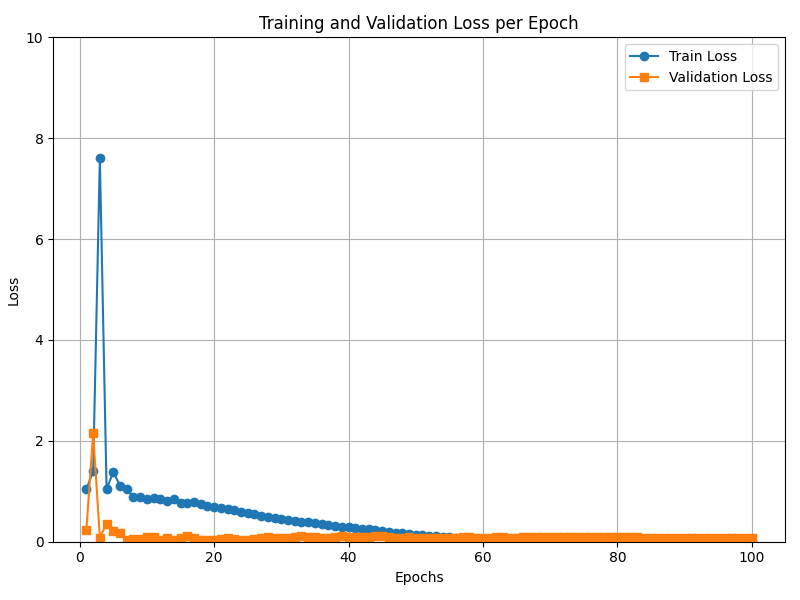 Training and Validation Loss per Epoch
Train Loss
Validation Loss
Loss
10
8
6
4
2
0
0 20 40 60 80 100
Epochs